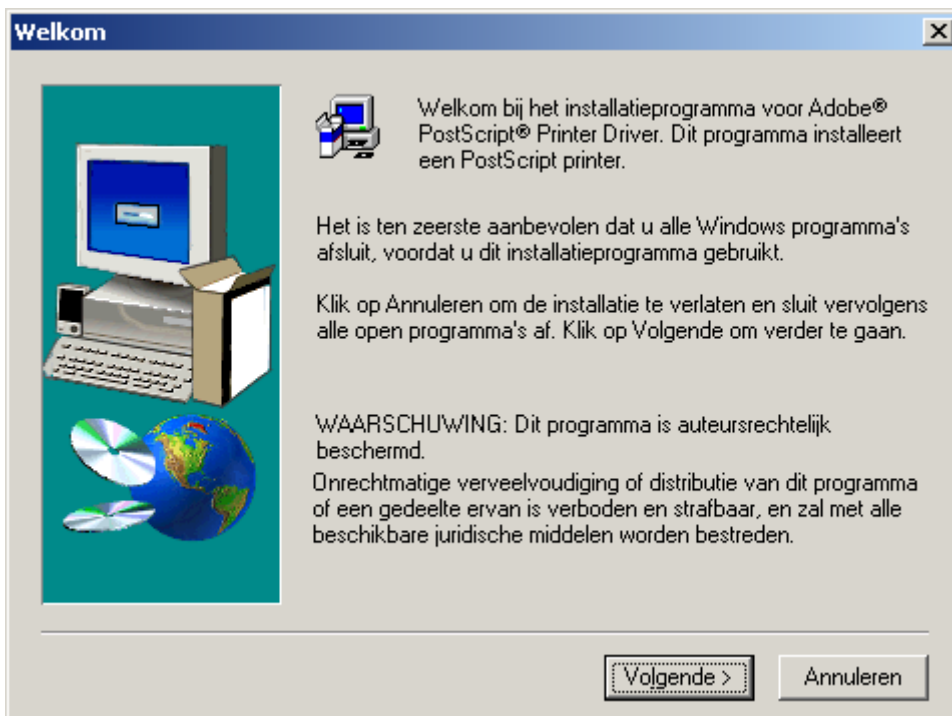 Welkom
Welkom bij het installatieprogramma voor Adobe®
PostScript® Printer Driver. Dit programma installeert
een PostScript printer.
Het is ten zeerste aanbevolen dat u alle Windows programma's
afsluit, voordat u dit installatieprogramma gebruikt.
Klik op Annuleren om de installatie te verlaten en sluit vervolgens
alle open programma's af. Klik op Volgende om verder te gaan.
WAARSCHUWING: Dit programma is auteursrechtelijk
beschermd.
Onrechtmatige verveelvoudiging of distributie van dit programma
of een gedeelte ervan is verboden en strafbaar, en zal met alle
beschikbare juridische middelen worden bestreden.
Volgende >
Annuleren